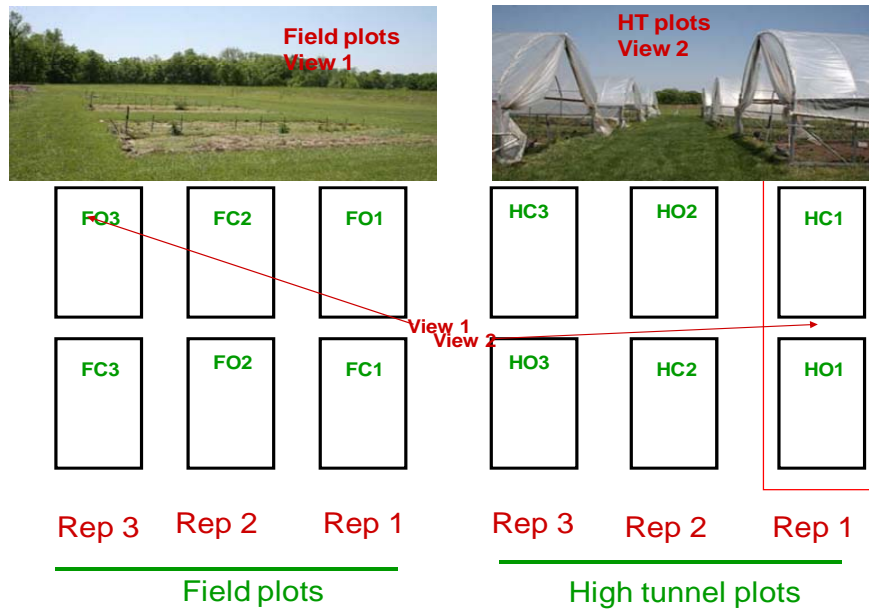 Field plots
View 1
HT plots
View 2
FO3 FC2 FO1 HC3 HO2 HC1
View 1
View 2
FC3 FO2 FC1 HO3 HC2 HO1
Rep 3 Rep 2 Rep 1 Rep 3 Rep 2 Rep 1
Field plots High tunnel plots